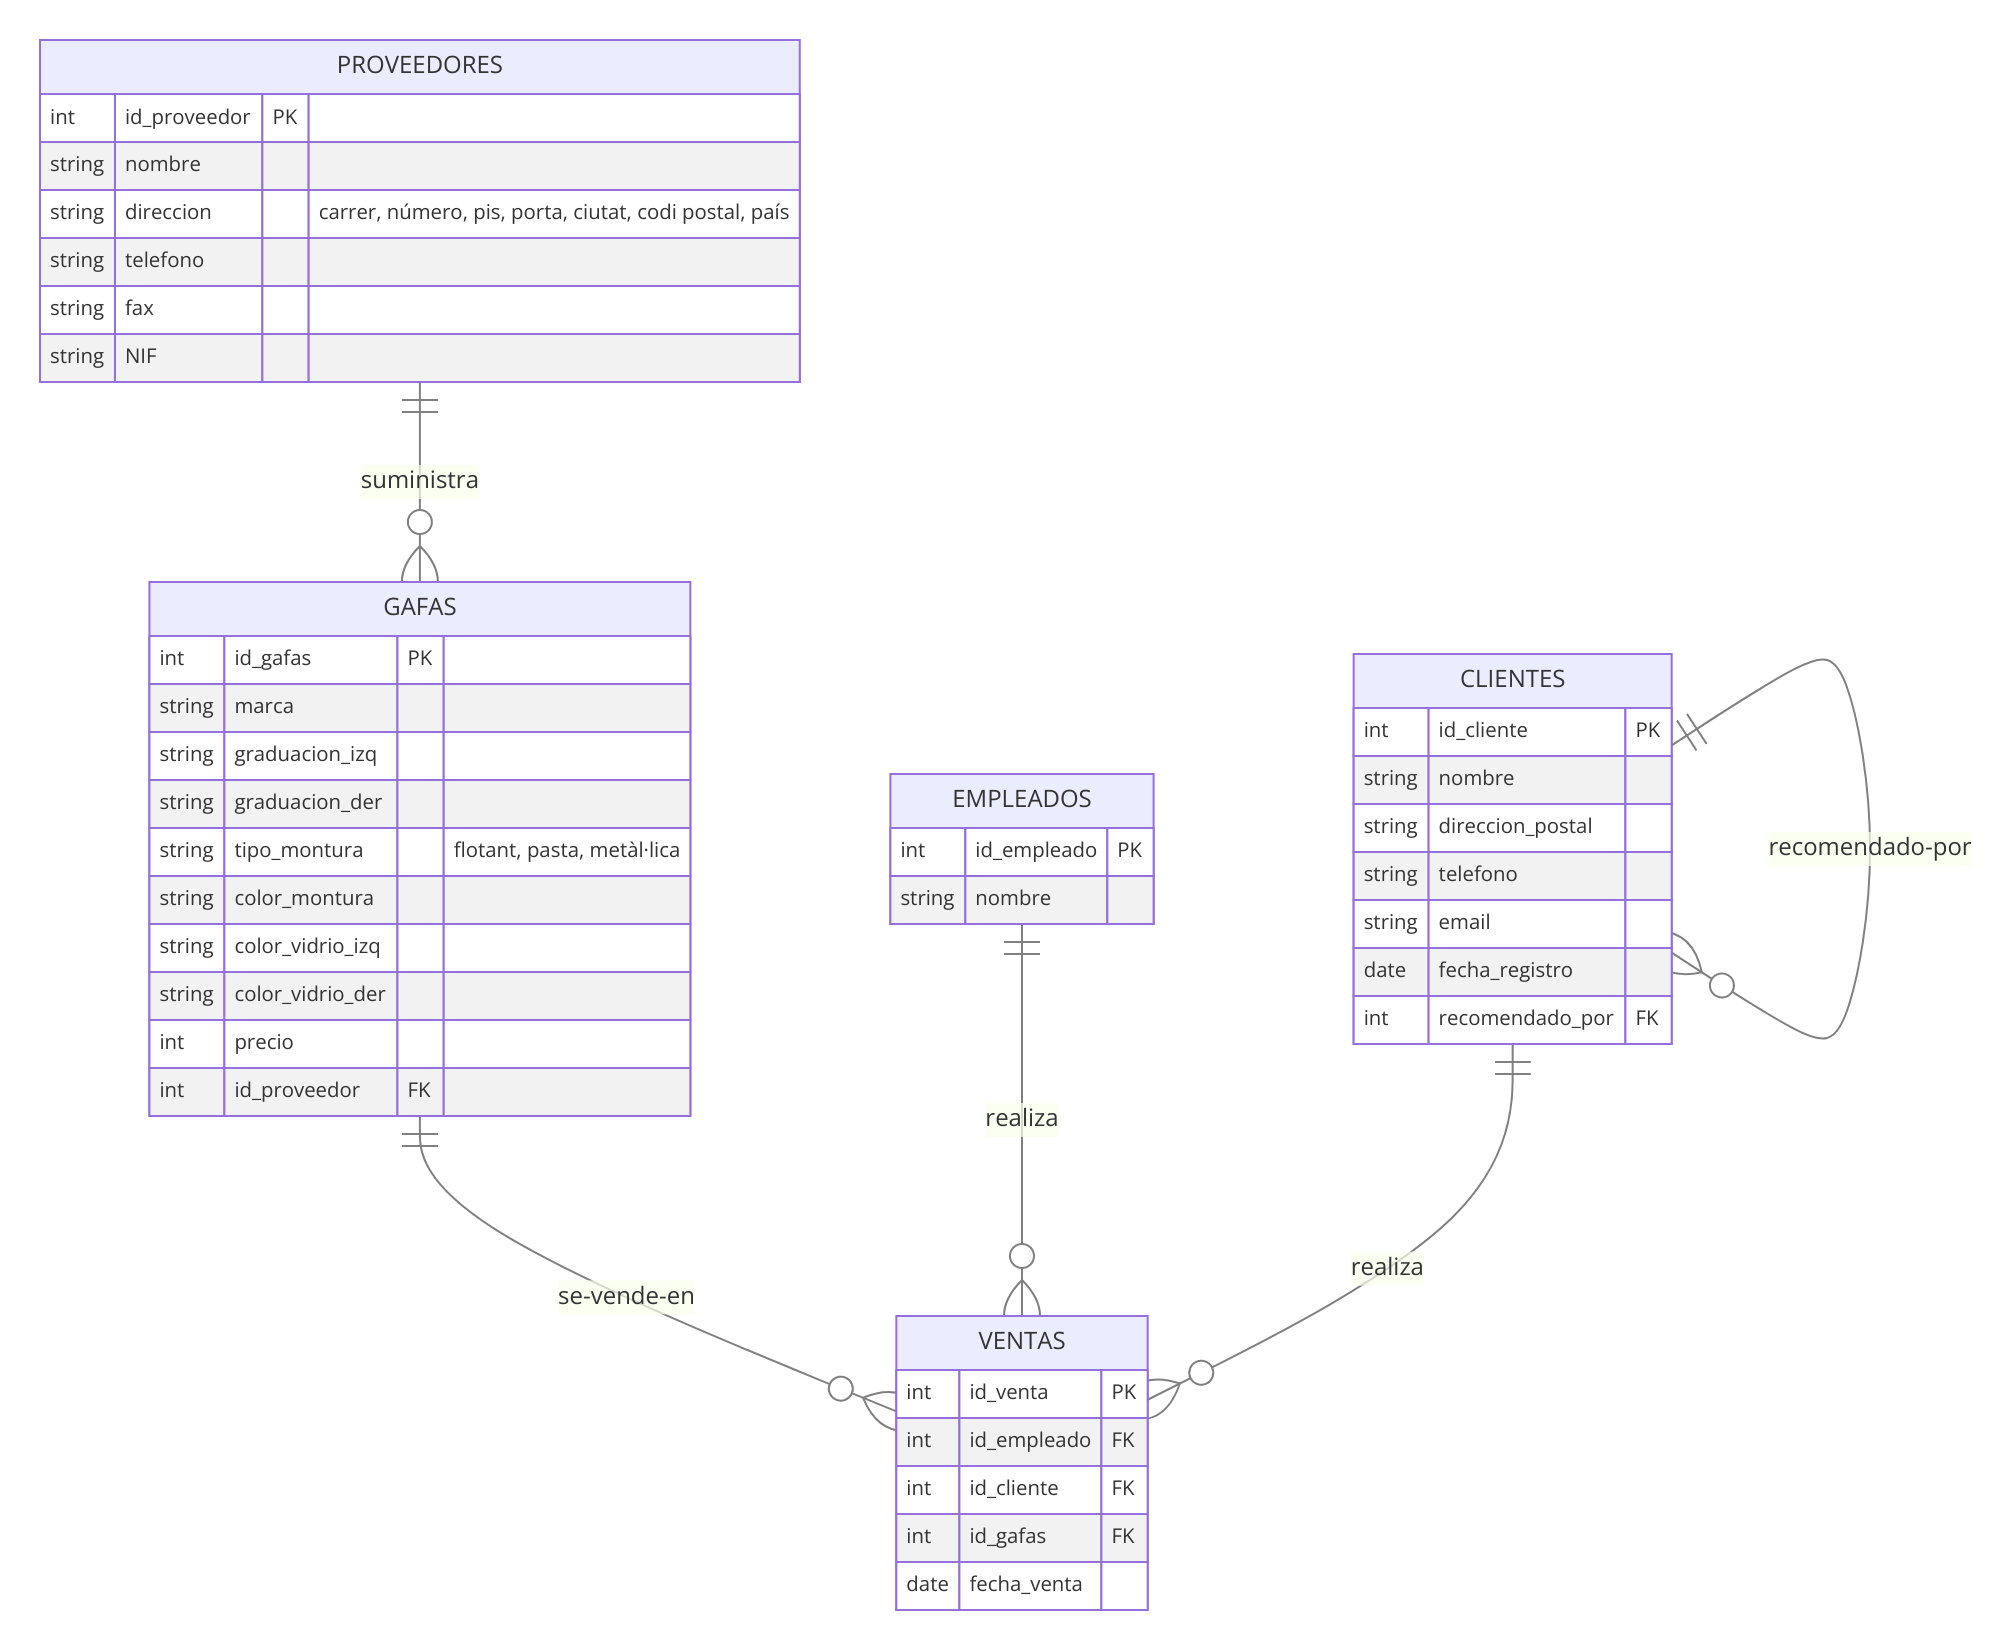 PROVEEDORES
int id_proveedor PK
string nombre
string direccion carrer, número, pis, porta, ciutat, codi postal, país
string telefono
string fax
string NIF
suministra
GAFAS
int id_gafas PK
string marca
string graduacion_izq
string graduacion_der
string tipo_montura flotant, pasta, metàl·lica
string color_montura
string color_vidrio_izq
string color_vidrio_der
int precio
int id_proveedor FK
EMPLEADOS
int id_empleado PK
string nombre
CLIENTES
int id_cliente PK
string nombre
string direccion_postal
string telefono
string email
date fecha_registro
int recomendado_por FK
recomendado-por
realiza
realiza
se-vende-en
VENTAS
int id_venta PK
int id_empleado FK
int id_cliente FK
int id_gafas FK
date fecha_venta